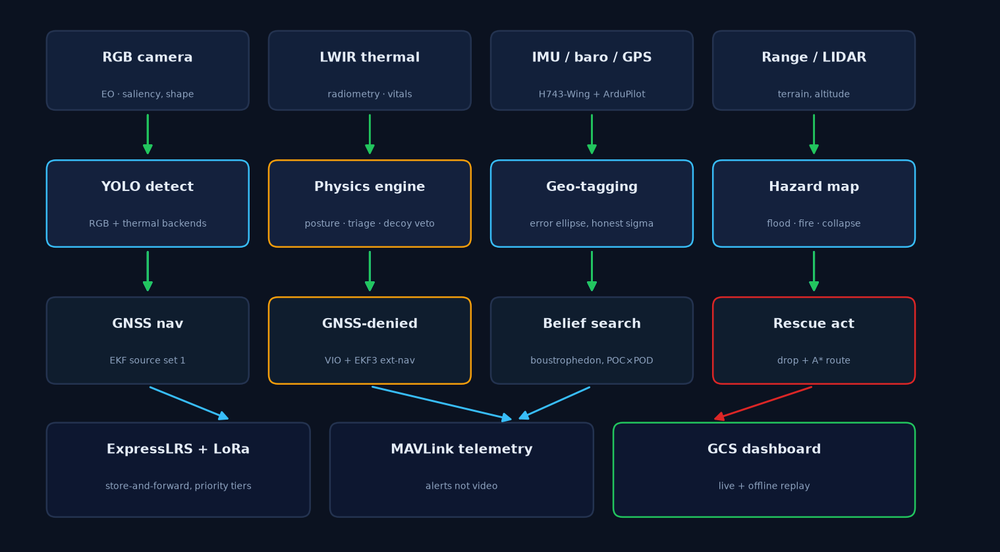 RGB camera
EO · saliency, shape
LWIR thermal
radiometry · vitals
IMU / baro / GPS
H743-Wing + ArduPilot
Range / LIDAR
terrain, altitude
YOLO detect
RGB + thermal backends
Physics engine
posture · triage · decoy veto
Geo-tagging
error ellipse, honest sigma
Hazard map
flood · fire · collapse
GNSS nav
EKF source set 1
GNSS-denied
VIO + EKF3 ext-nav
Belief search
boustrophedon, POC×POD
Rescue act
drop + A* route
ExpressLRS + LoRa
store-and-forward, priority tiers
MAVLink telemetry
alerts not video
GCS dashboard
live + offline replay